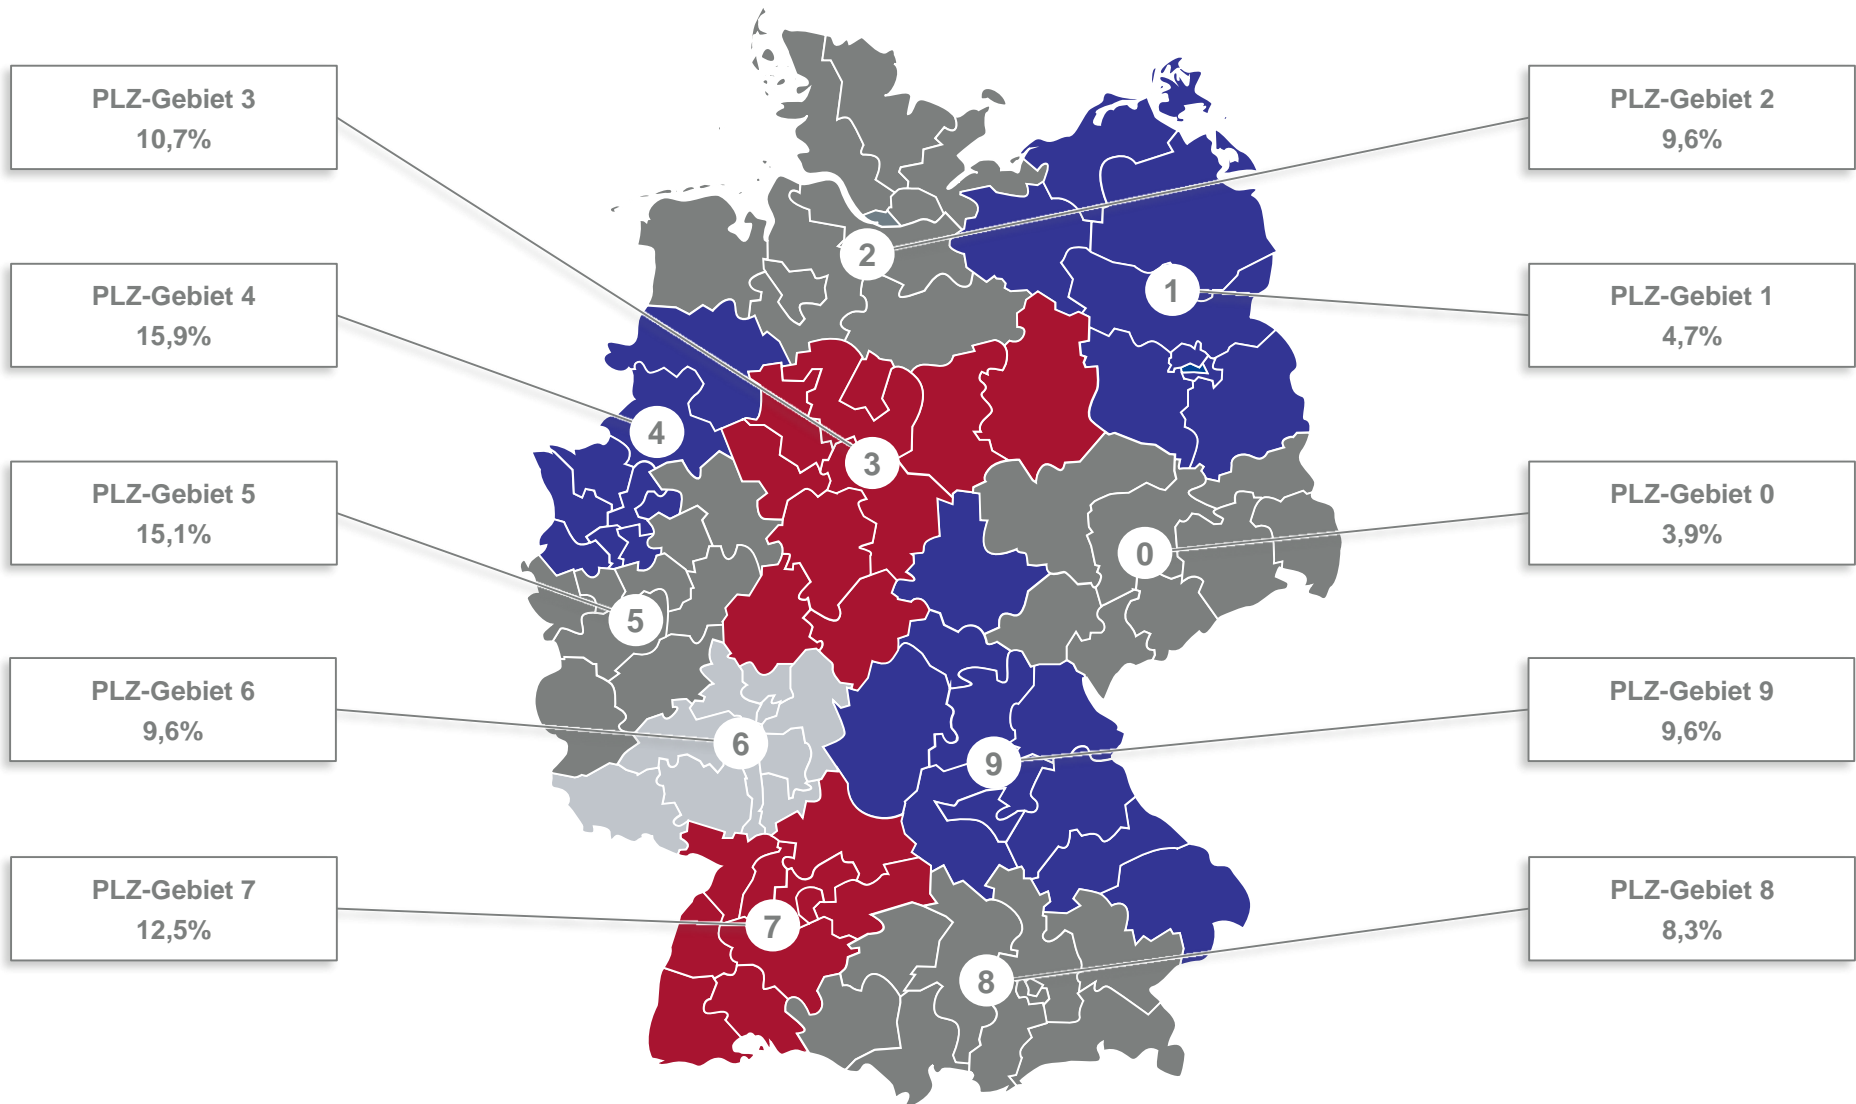 PLZ-Gebiet 3
10,7%
PLZ-Gebiet 4
15,9%
PLZ-Gebiet 5
15,1%
PLZ-Gebiet 6
9,6%
PLZ-Gebiet 7
12,5%
2
1
4
3
0
5
6
9
7
8
PLZ-Gebiet 2
9,6%
PLZ-Gebiet 1
4,7%
PLZ-Gebiet 0
3,9%
PLZ-Gebiet 9
9,6%
PLZ-Gebiet 8
8,3%